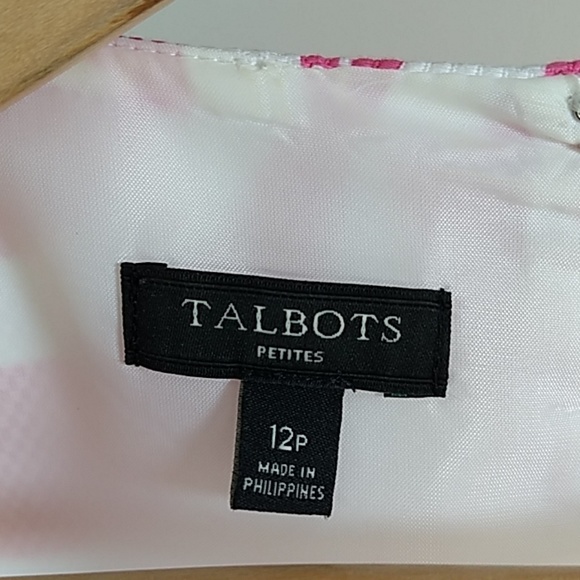 TALBOTS
PETITES
12P
MADE IN
PHILIPPINES